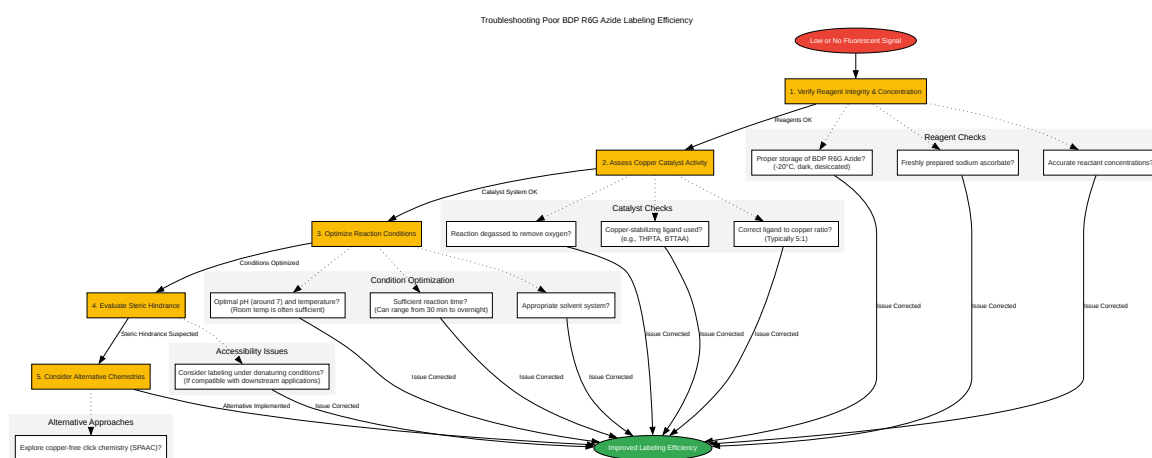 Troubleshooting Poor BDP R6G Azide Labeling Efficiency
Low or No Fluorescent Signal
1. Verify Reagent Integrity & Concentration
Reagents OK
Reagent Checks
Proper storage of BDP R6G Azide?
(-20°C, dark, desiccated)
Freshly prepared sodium ascorbate?
Accurate reactant concentrations?
2. Assess Copper Catalyst Activity
Catalyst System OK
Catalyst Checks
Reaction degassed to remove oxygen?
Copper-stabilizing ligand used?
(e.g., THPTA, BTTAA)
Correct ligand to copper ratio?
(Typically 5:1)
3. Optimize Reaction Conditions
Conditions Optimized
Condition Optimization
Optimal pH (around 7) and temperature?
(Room temp is often sufficient)
Sufficient reaction time?
(Can range from 30 min to overnight)
Appropriate solvent system?
Issue Corrected
Issue Corrected
Issue Corrected
4. Evaluate Steric Hindrance
Steric Hindrance Suspected
Issue Corrected
Issue Corrected
Issue Corrected
Accessibility Issues
Consider labeling under denaturing conditions?
(If compatible with downstream applications)
5. Consider Alternative Chemistries
Issue Corrected
Issue Corrected
Issue Corrected
Alternative Implemented
Issue Corrected
Alternative Approaches
Explore copper-free click chemistry (SPAAC)?
Improved Labeling Efficiency